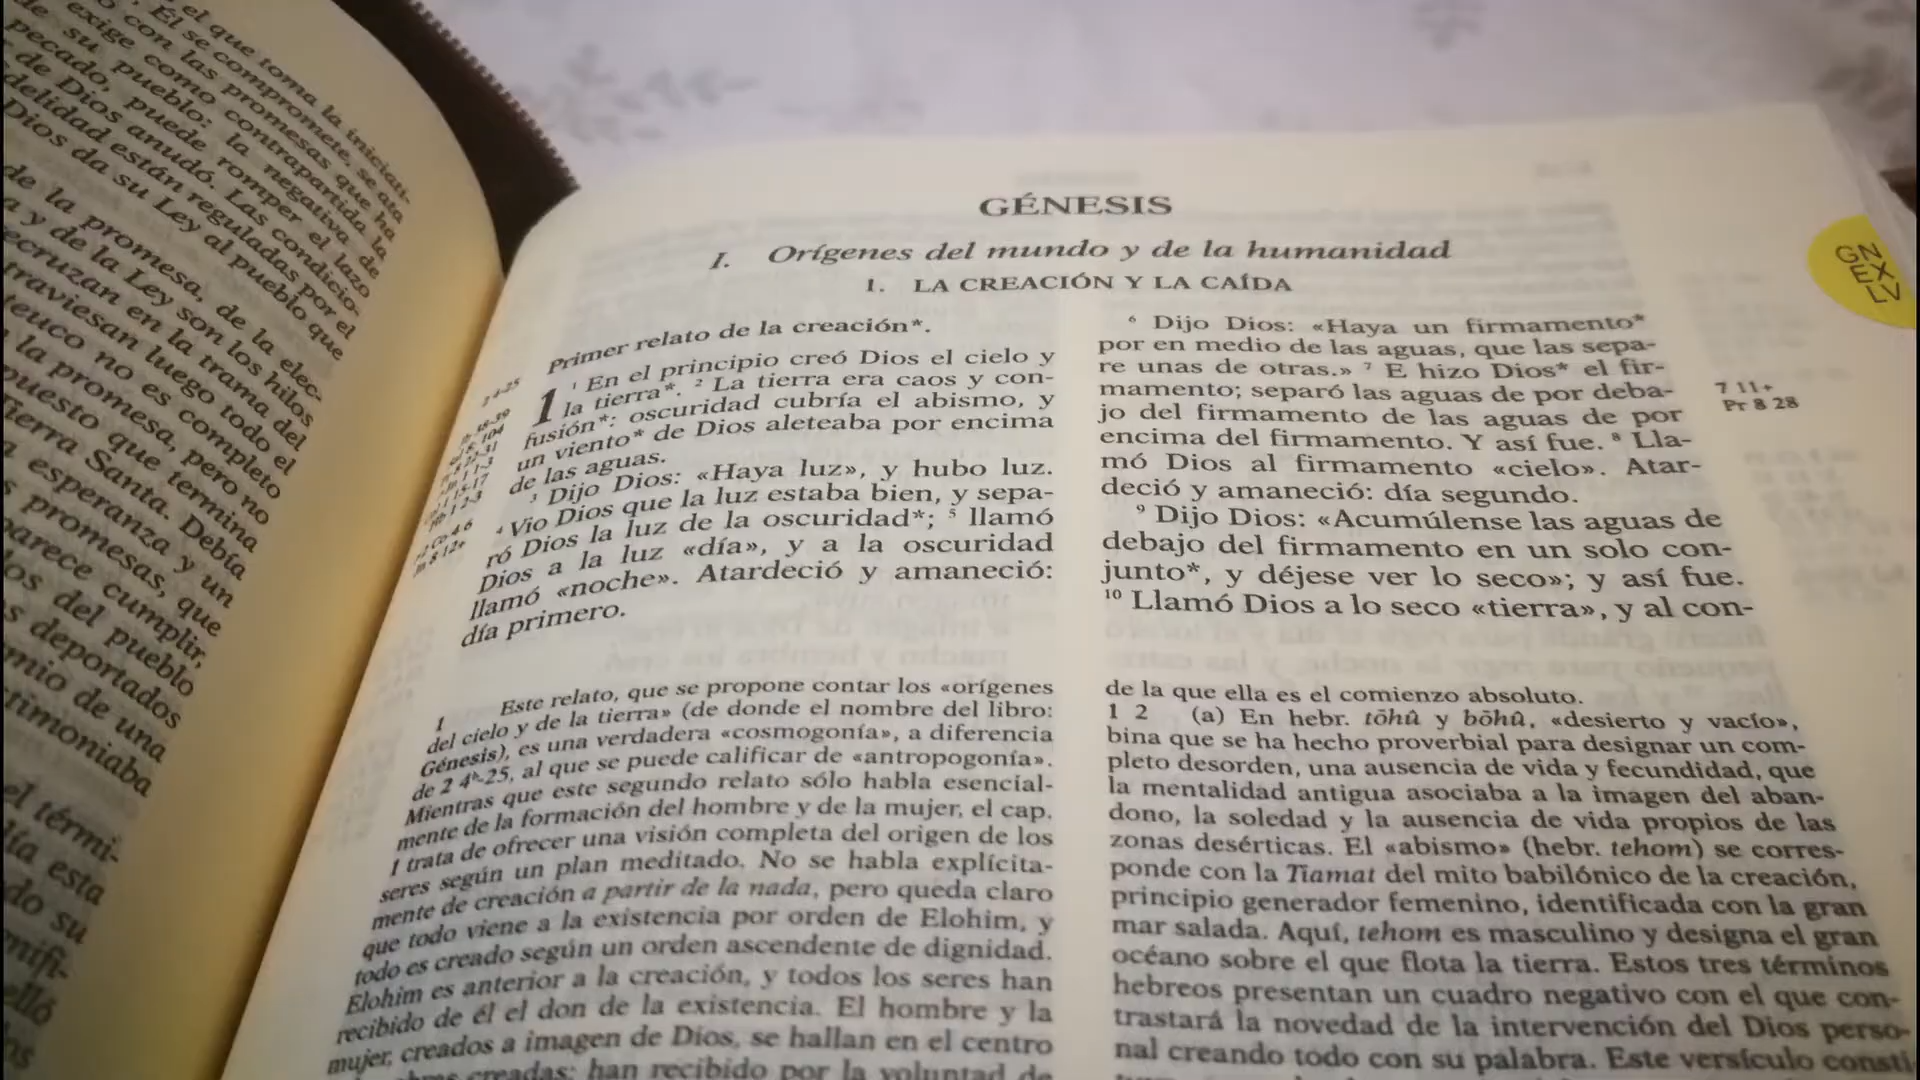 el que toma la iniciati-
. Él se compromete, se ata
con las promesas que ha
exige como contrapartida la
su pueblo: la negativa de
pecado, puede romper el lazo
de Dios anudó. Las condicio-
delidad están reguladas por el
Dios da su Ley al pueblo que
de la promesa, de la elec-
y de la Ley son los hilos
traviesan luego todo el
teuco no es completo
la promesa, pero no
puesto que termina
Tierra Santa. Debía
esperanza y un
promesas, que
parece cumplir,
los del pueblo
deportados
de una
timoniaba
el térmi-
ía esta
do su
mifi-
elló
GÉNESIS
I. Orígenes del mundo y de la humanidad
1. LA CREACIÓN Y LA CAÍDA
Primer relato de la creación*.
1 ¹ En el principio creó Dios el cielo y
la tierra*. ² La tierra era caos y con-
fusión*: oscuridad cubría el abismo, y
un viento* de Dios aleteaba por encima
de las aguas.
³ Dijo Dios: «Haya luz», y hubo luz.
⁴ Vio Dios que la luz estaba bien, y sepa-
ró Dios la luz de la oscuridad*; ⁵ llamó
Dios a la luz «día», y a la oscuridad
llamó «noche». Atardeció y amaneció:
día primero.
⁶ Dijo Dios: «Haya un firmamento*
por en medio de las aguas, que las sepa-
re unas de otras.» ⁷ E hizo Dios* el fir-
mamento; separó las aguas de por deba-
jo del firmamento de las aguas de por
encima del firmamento. Y así fue. ⁸ Lla-
mó Dios al firmamento «cielo». Atar-
deció y amaneció: día segundo.
⁹ Dijo Dios: «Acumúlense las aguas de
debajo del firmamento en un solo con-
junto*, y déjese ver lo seco»; y así fue.
¹⁰ Llamó Dios a lo seco «tierra», y al con-
7 11+
Pr 8 28
GN
EX
LV
1 Este relato, que se propone contar los «orígenes
del cielo y de la tierra» (de donde el nombre del libro:
Génesis), es una verdadera «cosmogonía», a diferencia
de 2 4ᵇ-25, al que se puede calificar de «antropogonía».
Mientras que este segundo relato sólo habla esencial-
mente de la formación del hombre y de la mujer, el cap.
1 trata de ofrecer una visión completa del origen de los
seres según un plan meditado. No se habla explícita-
mente de creación a partir de la nada, pero queda claro
que todo viene a la existencia por orden de Elohim, y
todo es creado según un orden ascendente de dignidad.
Elohim es anterior a la creación, y todos los seres han
recibido de él el don de la existencia. El hombre y la
mujer, creados a imagen de Dios, se hallan en el centro
creadas; han recibido por la voluntad de
de la que ella es el comienzo absoluto.
1 2 (a) En hebr. tōhû y bōhû, «desierto y vacío»,
bina que se ha hecho proverbial para designar un com-
pleto desorden, una ausencia de vida y fecundidad, que
la mentalidad antigua asociaba a la imagen del aban-
dono, la soledad y la ausencia de vida propios de las
zonas desérticas. El «abismo» (hebr. tehom) se corres-
ponde con la Tiamat del mito babilónico de la creación,
principio generador femenino, identificada con la gran
mar salada. Aquí, tehom es masculino y designa el gran
océano sobre el que flota la tierra. Estos tres términos
hebreos presentan un cuadro negativo con el que con-
trastará la novedad de la intervención del Dios perso-
nal creando todo con su palabra. Este versículo consti-